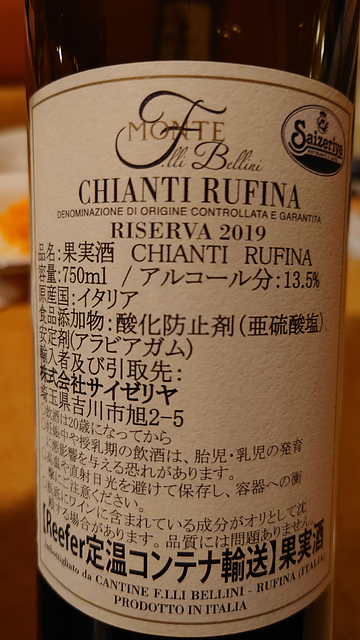 MONTE
F.lli Bellini
Saizeriya
CHIANTI RUFINA
DENOMINAZIONE DI ORIGINE CONTROLLATA E GARANTITA
RISERVA 2019
品名:果実酒 CHIANTI RUFINA
容量:750ml / アルコール分:13.5%
原産国:イタリア
食品添加物:酸化防止剤(亜硫酸塩)、
安定剤(アラビアガム)
輸入者及び引取先:
株式会社サイゼリヤ
埼玉県吉川市旭2-5
○飲酒は20歳になってから
○妊娠中や授乳期の飲酒は、胎児・乳児の発育
に悪影響を与える恐れがあります。
○高温や直射日光を避けて保存し、容器への衝
撃にご注意ください。
○瓶底にワインに含まれている成分がオリとして沈
する場合があります。品質には問題ありません。
【Reefer定温コンテナ輸送】果実酒
Imbottigliato da CANTINE F.LLI BELLINI - RUFINA (ITALIA)
PRODOTTO IN ITALIA